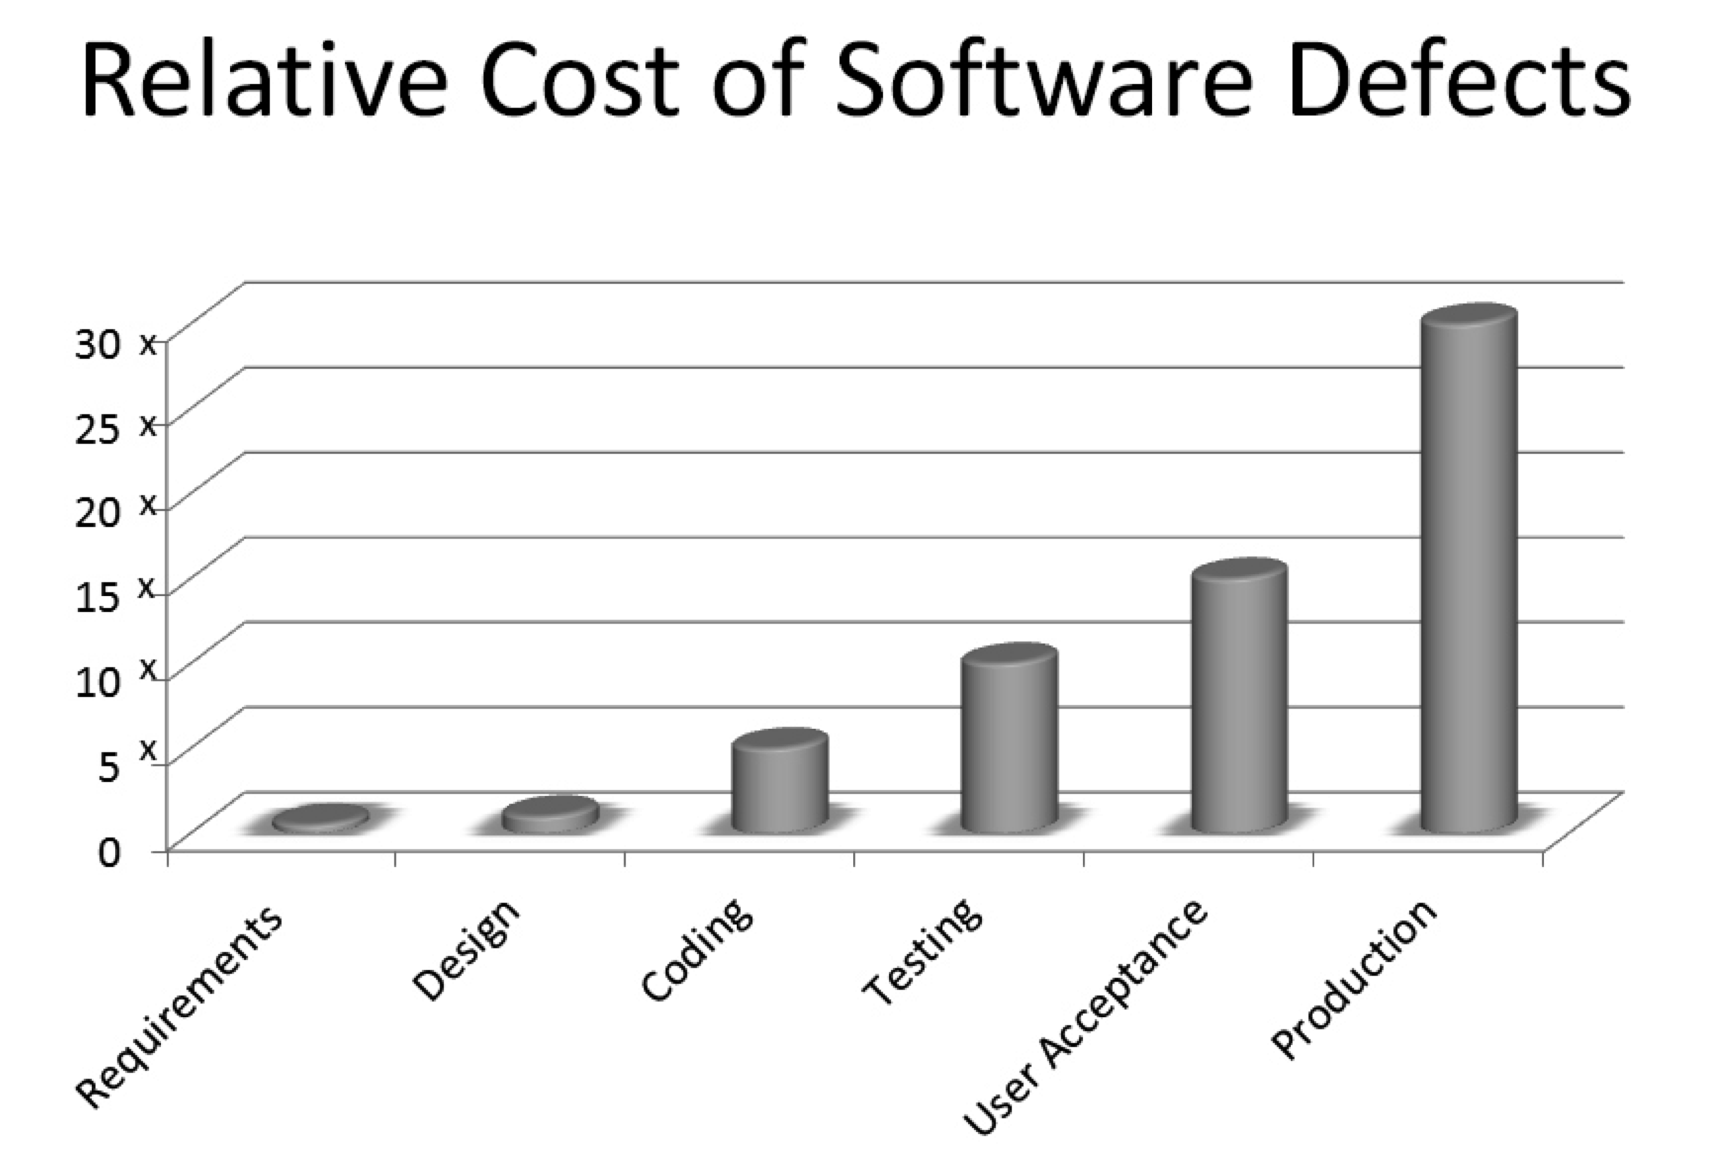 Relative Cost of Software Defects
30 x
25 x
20 x
15 x
10 x
5 x
0
Requirements
Design
Coding
Testing
User Acceptance
Production